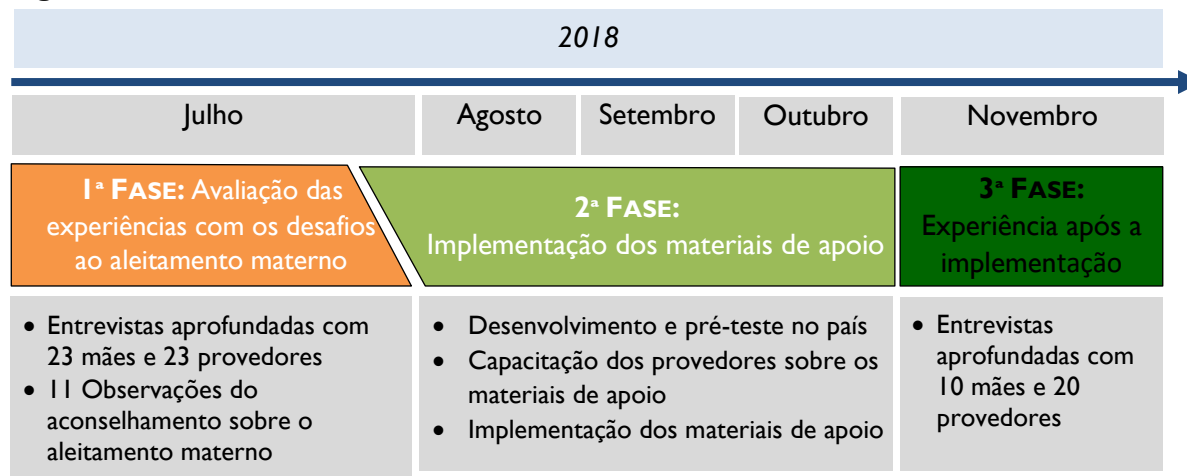 2018
Julho
Agosto
Setembro
Outubro
Novembro
1ª FASE: Avaliação das
experiências com os desafios
ao aleitamento materno
2ª FASE:
Implementação dos materiais de apoio
3ª FASE:
Experiência após a
implementação
• Entrevistas aprofundadas com
23 mães e 23 provedores
• 11 Observações do
aconselhamento sobre o
aleitamento materno
• Desenvolvimento e pré-teste no país
• Capacitação dos provedores sobre os
materiais de apoio
• Implementação dos materiais de apoio
• Entrevistas
aprofundadas com
10 mães e 20
provedores